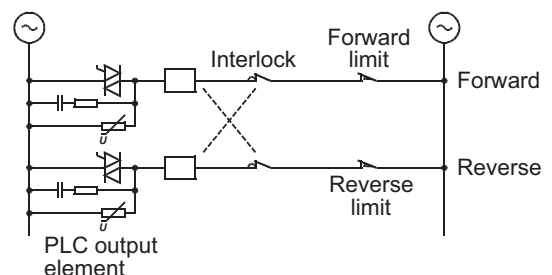 Interlock
Forward
limit
Forward
U
Reverse
Reverse
limit
U
PLC output
element